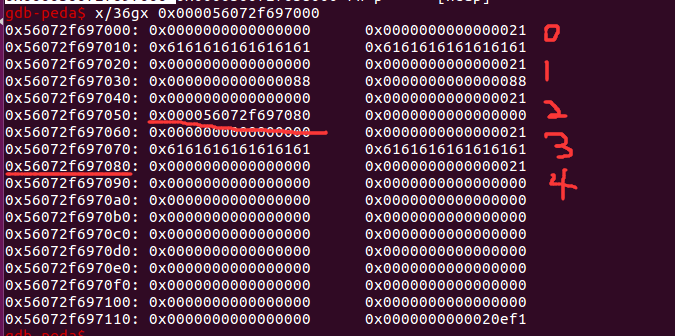 gdb-peda$ x/36gx 0x000056072f697000
0x56072f697000: 0x0000000000000000 0x0000000000000021 0
0x56072f697010: 0x6161616161616161 0x6161616161616161
0x56072f697020: 0x0000000000000000 0x0000000000000021 1
0x56072f697030: 0x0000000000000088 0x0000000000000088
0x56072f697040: 0x0000000000000000 0x0000000000000021 2
0x56072f697050: 0x000056072f697080 0x0000000000000000
0x56072f697060: 0x0000000000000000 0x0000000000000021 3
0x56072f697070: 0x6161616161616161 0x6161616161616161
0x56072f697080: 0x0000000000000000 0x0000000000000021 4
0x56072f697090: 0x0000000000000000 0x0000000000000000
0x56072f6970a0: 0x0000000000000000 0x0000000000000000
0x56072f6970b0: 0x0000000000000000 0x0000000000000000
0x56072f6970c0: 0x0000000000000000 0x0000000000000000
0x56072f6970d0: 0x0000000000000000 0x0000000000000000
0x56072f6970e0: 0x0000000000000000 0x0000000000000000
0x56072f6970f0: 0x0000000000000000 0x0000000000000000
0x56072f697100: 0x0000000000000000 0x0000000000000000
0x56072f697110: 0x0000000000000000 0x0000000000020ef1